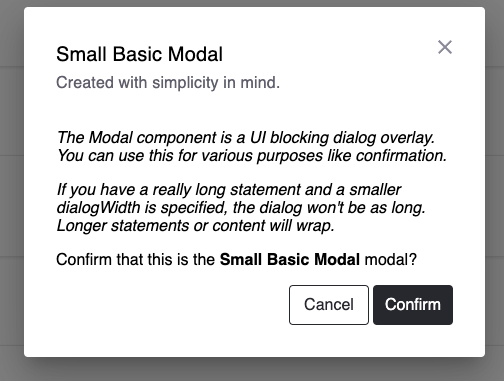 Small Basic Modal
Created with simplicity in mind.
The Modal component is a UI blocking dialog overlay.
You can use this for various purposes like confirmation.
If you have a really long statement and a smaller
dialogWidth is specified, the dialog won't be as long.
Longer statements or content will wrap.
Confirm that this is the Small Basic Modal modal?
Cancel Confirm